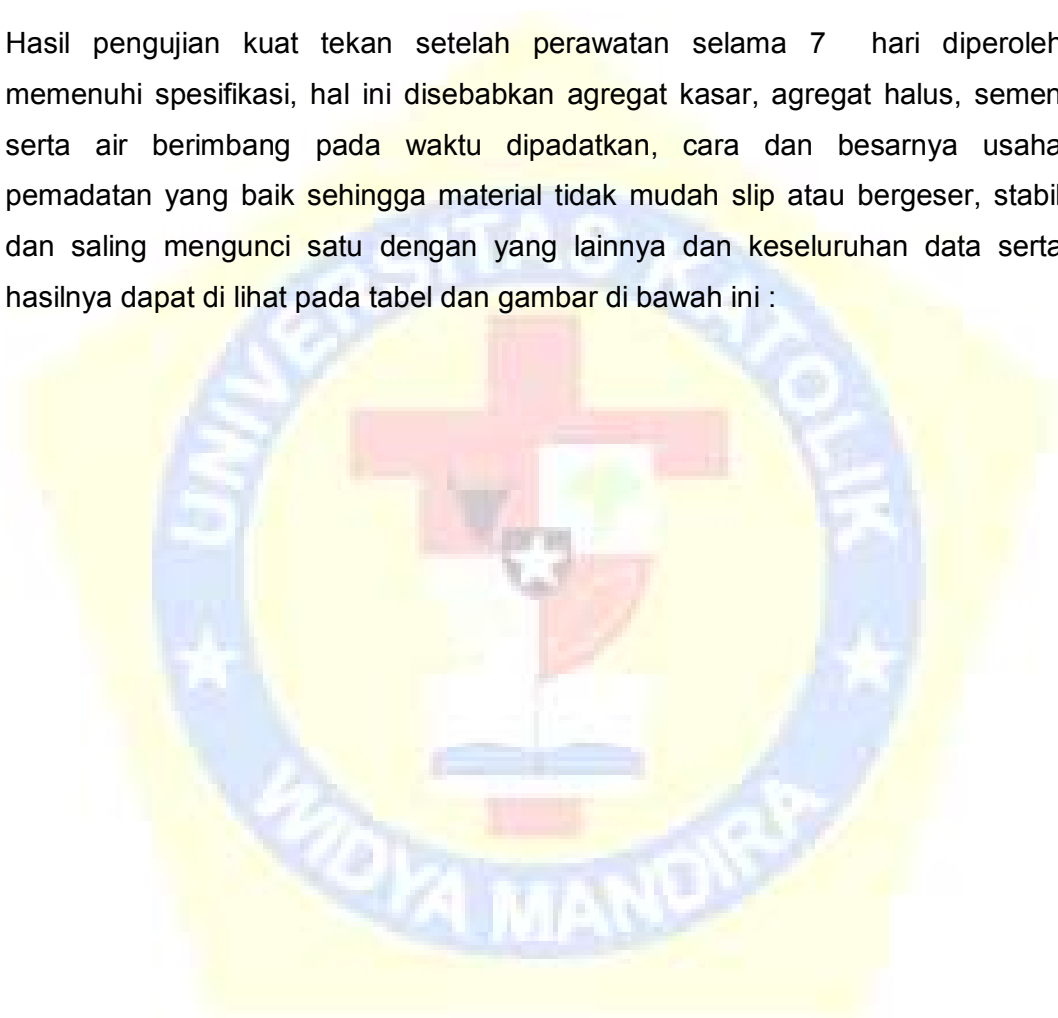 Hasil pengujian kuat tekan setelah perawatan selama 7 hari diperoleh
memenuhi spesifikasi, hal ini disebabkan agregat kasar, agregat halus, semen
serta air berimbang pada waktu dipadatkan, cara dan besarnya usaha
pemadatan yang baik sehingga material tidak mudah slip atau bergeser, stabil
dan saling mengunci satu dengan yang lainnya dan keseluruhan data serta
hasilnya dapat di lihat pada tabel dan gambar di bawah ini :
UNIVERSITAS KATOLIK
WIDYA MANDIRA